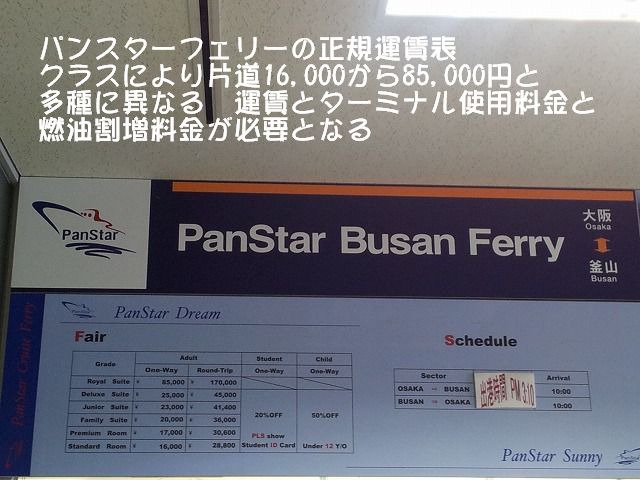 パンスターフェリーの正規運賃表
クラスにより片道16,000から85,000円と
多種に異なる　運賃とターミナル使用料金と
燃油割増料金が必要となる
PanStar
PanStar Busan Ferry
大阪
Osaka
釜山
Busan
PanStar Cruise Ferry
PanStar Dream
Fair
Grade Adult Student Child
One-Way Round-Trip One-Way One-Way
Royal Suite ¥ 85,000 ¥ 170,000
Deluxe Suite ¥ 25,000 ¥ 45,000
Junior Suite ¥ 23,000 ¥ 41,400
Family Suite ¥ 20,000 ¥ 36,000
Premium Room ¥ 17,000 ¥ 30,600
Standard Room ¥ 16,000 ¥ 28,800
20%OFF
PLS show
Student ID Card
50%OFF
Under 12 Y/O
Schedule
Sector Arrival
OSAKA ⇒ BUSAN 10:00
BUSAN ⇒ OSAKA 10:00
出港時間 PM 3:10
PanStar Sunny
PanStar